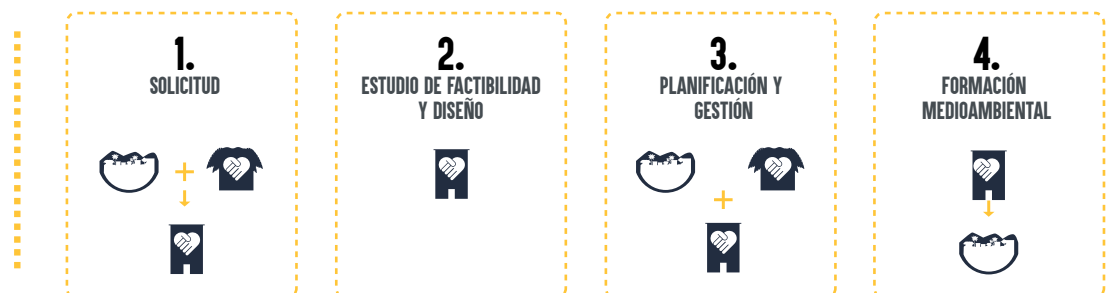 1.
SOLICITUD
2.
ESTUDIO DE FACTIBILIDAD
Y DISEÑO
3.
PLANIFICACIÓN Y
GESTIÓN
4.
FORMACIÓN
MEDIOAMBIENTAL